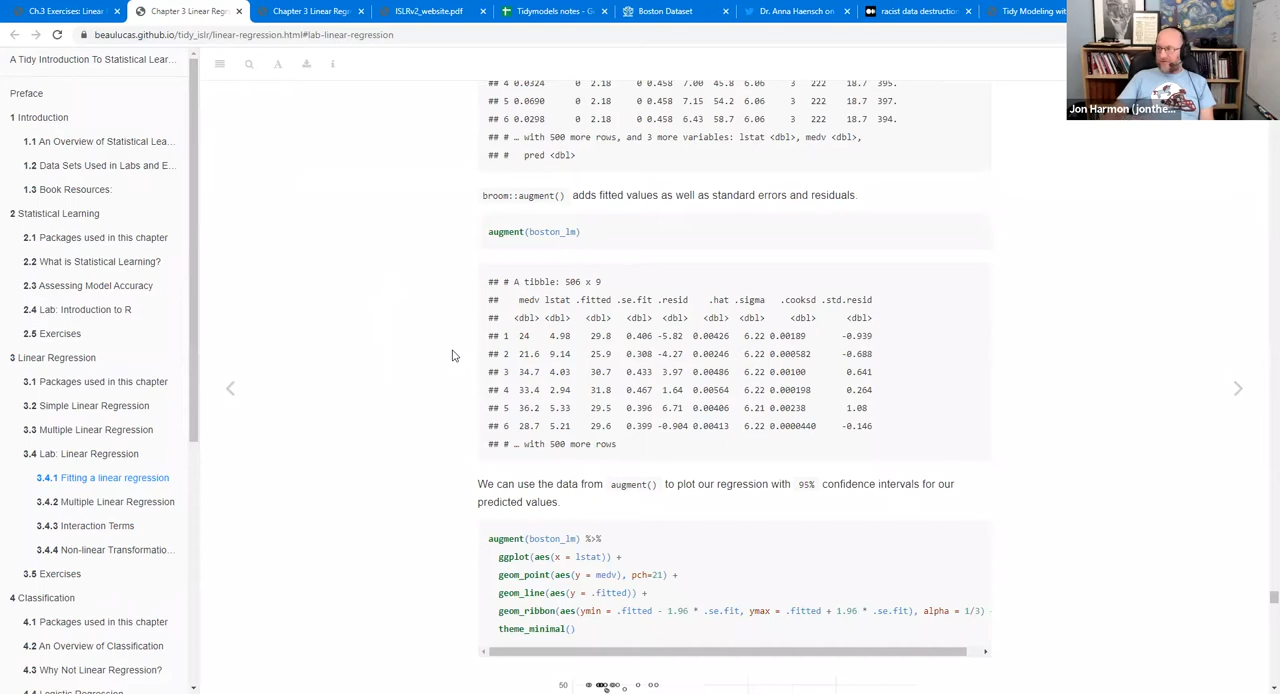 Ch.3 Exercises: Linear
Chapter 3 Linear Regr
Chapter 3 Linear Regr
ISLRv2_website.pdf
Tidymodels notes - G
Boston Dataset
Dr. Anna Haensch on
racist data destruction
Tidy Modeling wit
beaulucas.github.io/tidy_islr/linear-regression.html#lab-linear-regression
Jon Harmon (jonthe...
A Tidy Introduction To Statistical Lear...
Preface
1 Introduction
1.1 An Overview of Statistical Lea...
1.2 Data Sets Used in Labs and E...
1.3 Book Resources:
2 Statistical Learning
2.1 Packages used in this chapter
2.2 What is Statistical Learning?
2.3 Assessing Model Accuracy
2.4 Lab: Introduction to R
2.5 Exercises
3 Linear Regression
3.1 Packages used in this chapter
3.2 Simple Linear Regression
3.3 Multiple Linear Regression
3.4 Lab: Linear Regression
3.4.1 Fitting a linear regression
3.4.2 Multiple Linear Regression
3.4.3 Interaction Terms
3.4.4 Non-linear Transformatio...
3.5 Exercises
4 Classification
4.1 Packages used in this chapter
4.2 An Overview of Classification
4.3 Why Not Linear Regression?
4.4 Logistic Regression
## 4 0.0324 0 2.18 0 0.458 7.00 45.8 6.06 3 222 18.7 395.
## 5 0.0690 0 2.18 0 0.458 7.15 54.2 6.06 3 222 18.7 397.
## 6 0.0298 0 2.18 0 0.458 6.43 58.7 6.06 3 222 18.7 394.
## # … with 500 more rows, and 3 more variables: lstat <dbl>, medv <dbl>,
## # pred <dbl>
broom::augment() adds fitted values as well as standard errors and residuals.
augment(boston_lm)
## # A tibble: 506 x 9
## medv lstat .fitted .se.fit .resid .hat .sigma .cooksd .std.resid
## <dbl> <dbl> <dbl> <dbl> <dbl> <dbl> <dbl> <dbl> <dbl>
## 1 24 4.98 29.8 0.406 -5.82 0.00426 6.22 0.00189 -0.939
## 2 21.6 9.14 25.9 0.308 -4.27 0.00246 6.22 0.000582 -0.688
## 3 34.7 4.03 30.7 0.433 3.97 0.00486 6.22 0.00100 0.641
## 4 33.4 2.94 31.8 0.467 1.64 0.00564 6.22 0.000198 0.264
## 5 36.2 5.33 29.5 0.396 6.71 0.00406 6.21 0.00238 1.08
## 6 28.7 5.21 29.6 0.399 -0.904 0.00413 6.22 0.0000440 -0.146
## # … with 500 more rows
We can use the data from augment() to plot our regression with 95% confidence intervals for our
predicted values.
augment(boston_lm) %>%
ggplot(aes(x = lstat)) +
geom_point(aes(y = medv), pch=21) +
geom_line(aes(y = .fitted)) +
geom_ribbon(aes(ymin = .fitted - 1.96 * .se.fit, ymax = .fitted + 1.96 * .se.fit), alpha = 1/3)
theme_minimal()
50